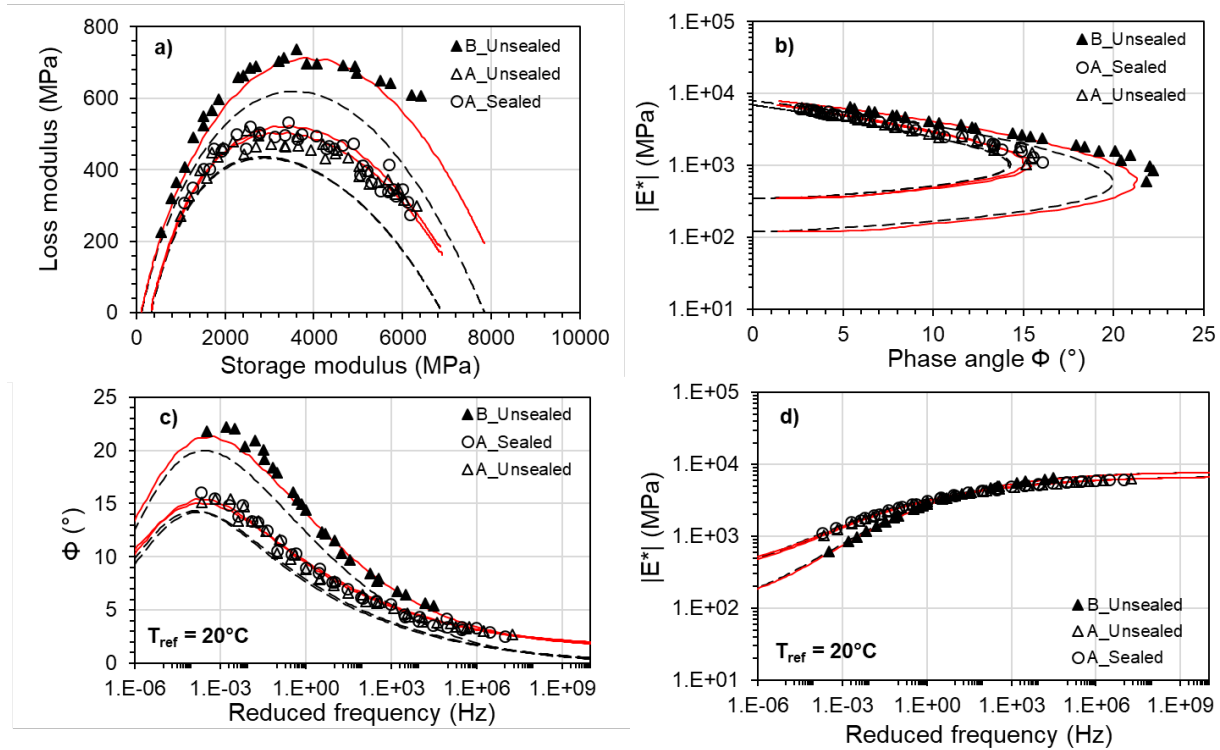 a)
B_Unsealed
A_Unsealed
A_Sealed
800
600
400
200
0
0 2000 4000 6000 8000 10000
Loss modulus (MPa)
Storage modulus (MPa)
b)
B_Unsealed
A_Sealed
A_Unsealed
1.E+05
1.E+04
1.E+03
1.E+02
1.E+01
0 5 10 15 20 25
|E*| (MPa)
Phase angle Φ (°)
c)
B_Unsealed
A_Sealed
A_Unsealed
25
20
15
10
5
0
Tref = 20°C
1.E-06 1.E-03 1.E+00 1.E+03 1.E+06 1.E+09
Φ (°)
Reduced frequency (Hz)
d)
1.E+05
1.E+04
1.E+03
1.E+02
1.E+01
B_Unsealed
A_Unsealed
A_Sealed
Tref = 20°C
1.E-06 1.E-03 1.E+00 1.E+03 1.E+06 1.E+09
|E*| (MPa)
Reduced frequency (Hz)